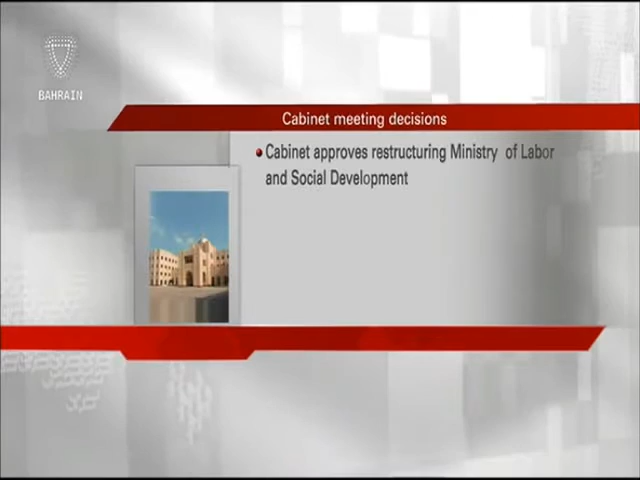 BAHRAIN
Cabinet meeting decisions
Cabinet approves restructuring Ministry of Labor
and Social Development